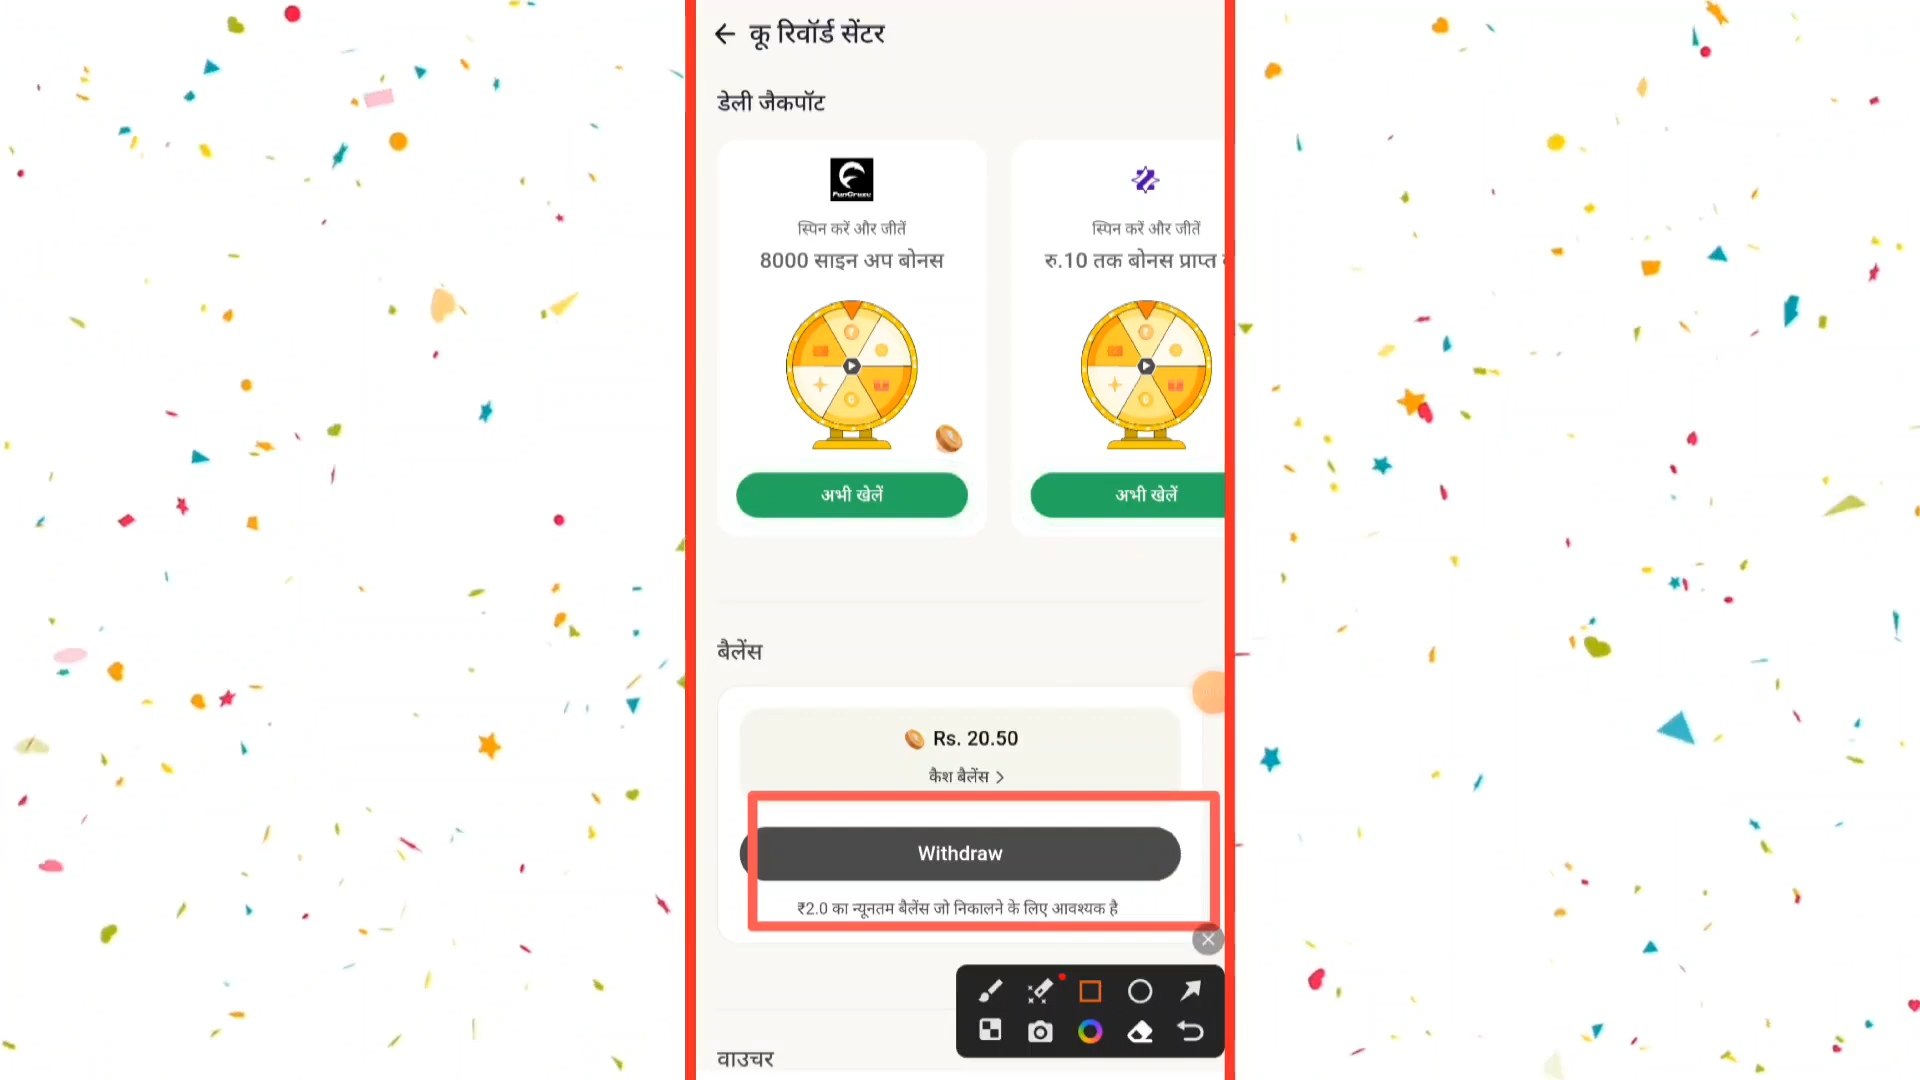 कू रिवॉर्ड सेंटर
डेली जैकपॉट
स्पिन करें और जीतें
8000 साइन अप बोनस
अभी खेलें
स्पिन करें और जीतें
रु.10 तक बोनस प्राप्त
अभी खेलें
बैलेंस
Rs. 20.50
कैश बैलेंस
Withdraw
₹2.0 का न्यूनतम बैलेंस जो निकालने के लिए आवश्यक है
वाउचर